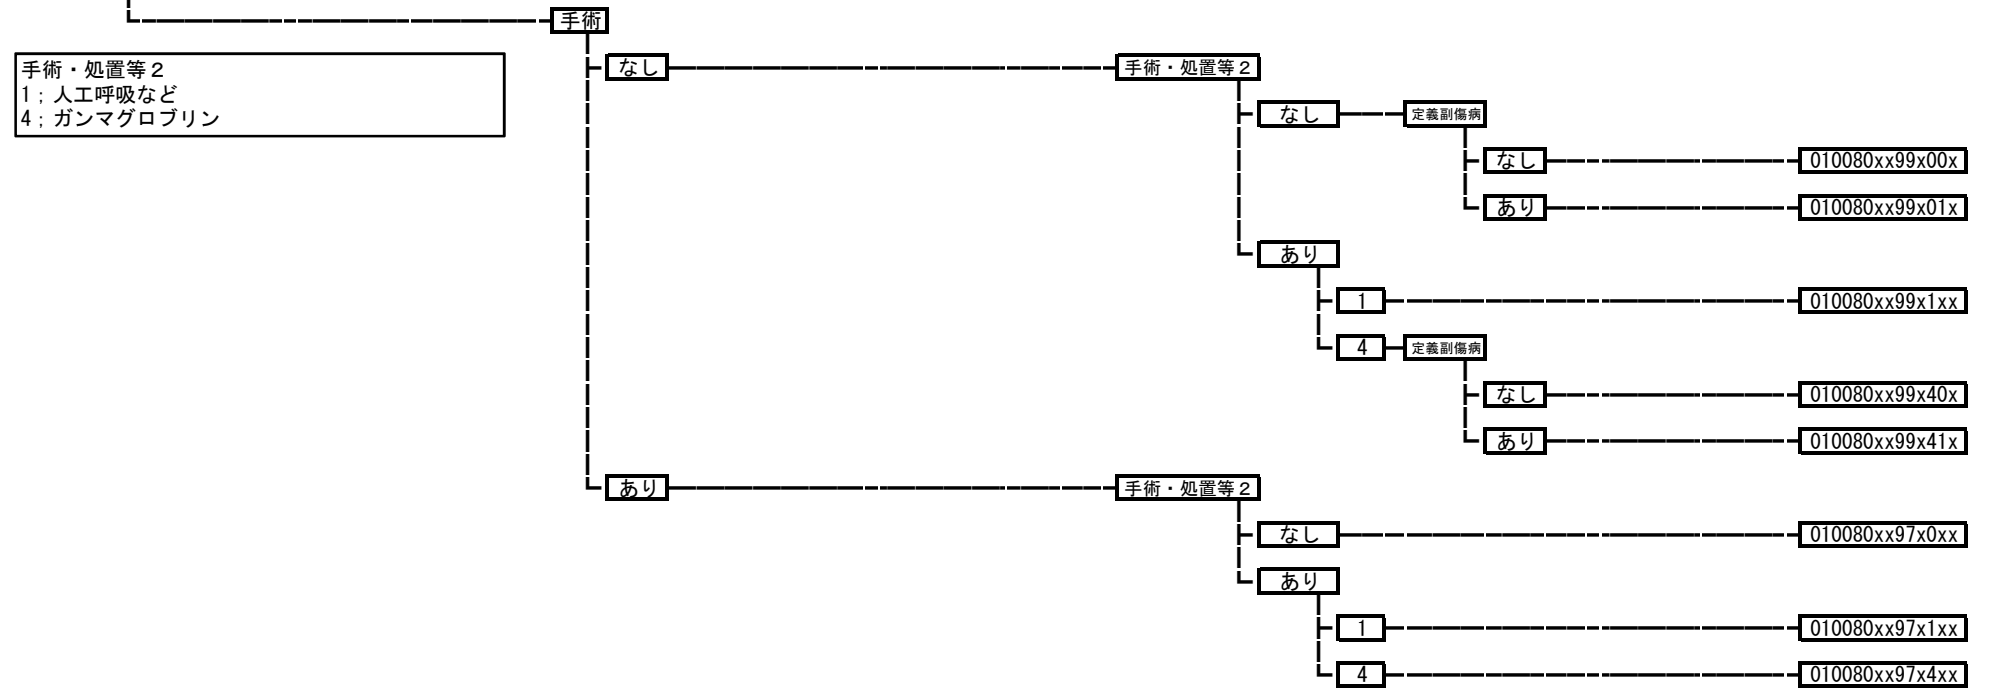 手術
手術・処置等２
1；人工呼吸など
4；ガンマグロブリン
なし
手術・処置等２
なし
定義副傷病
なし
010080xx99x00x
あり
010080xx99x01x
あり
1
010080xx99x1xx
4
定義副傷病
なし
010080xx99x40x
あり
010080xx99x41x
あり
手術・処置等２
なし
010080xx97x0xx
あり
1
010080xx97x1xx
4
010080xx97x4xx